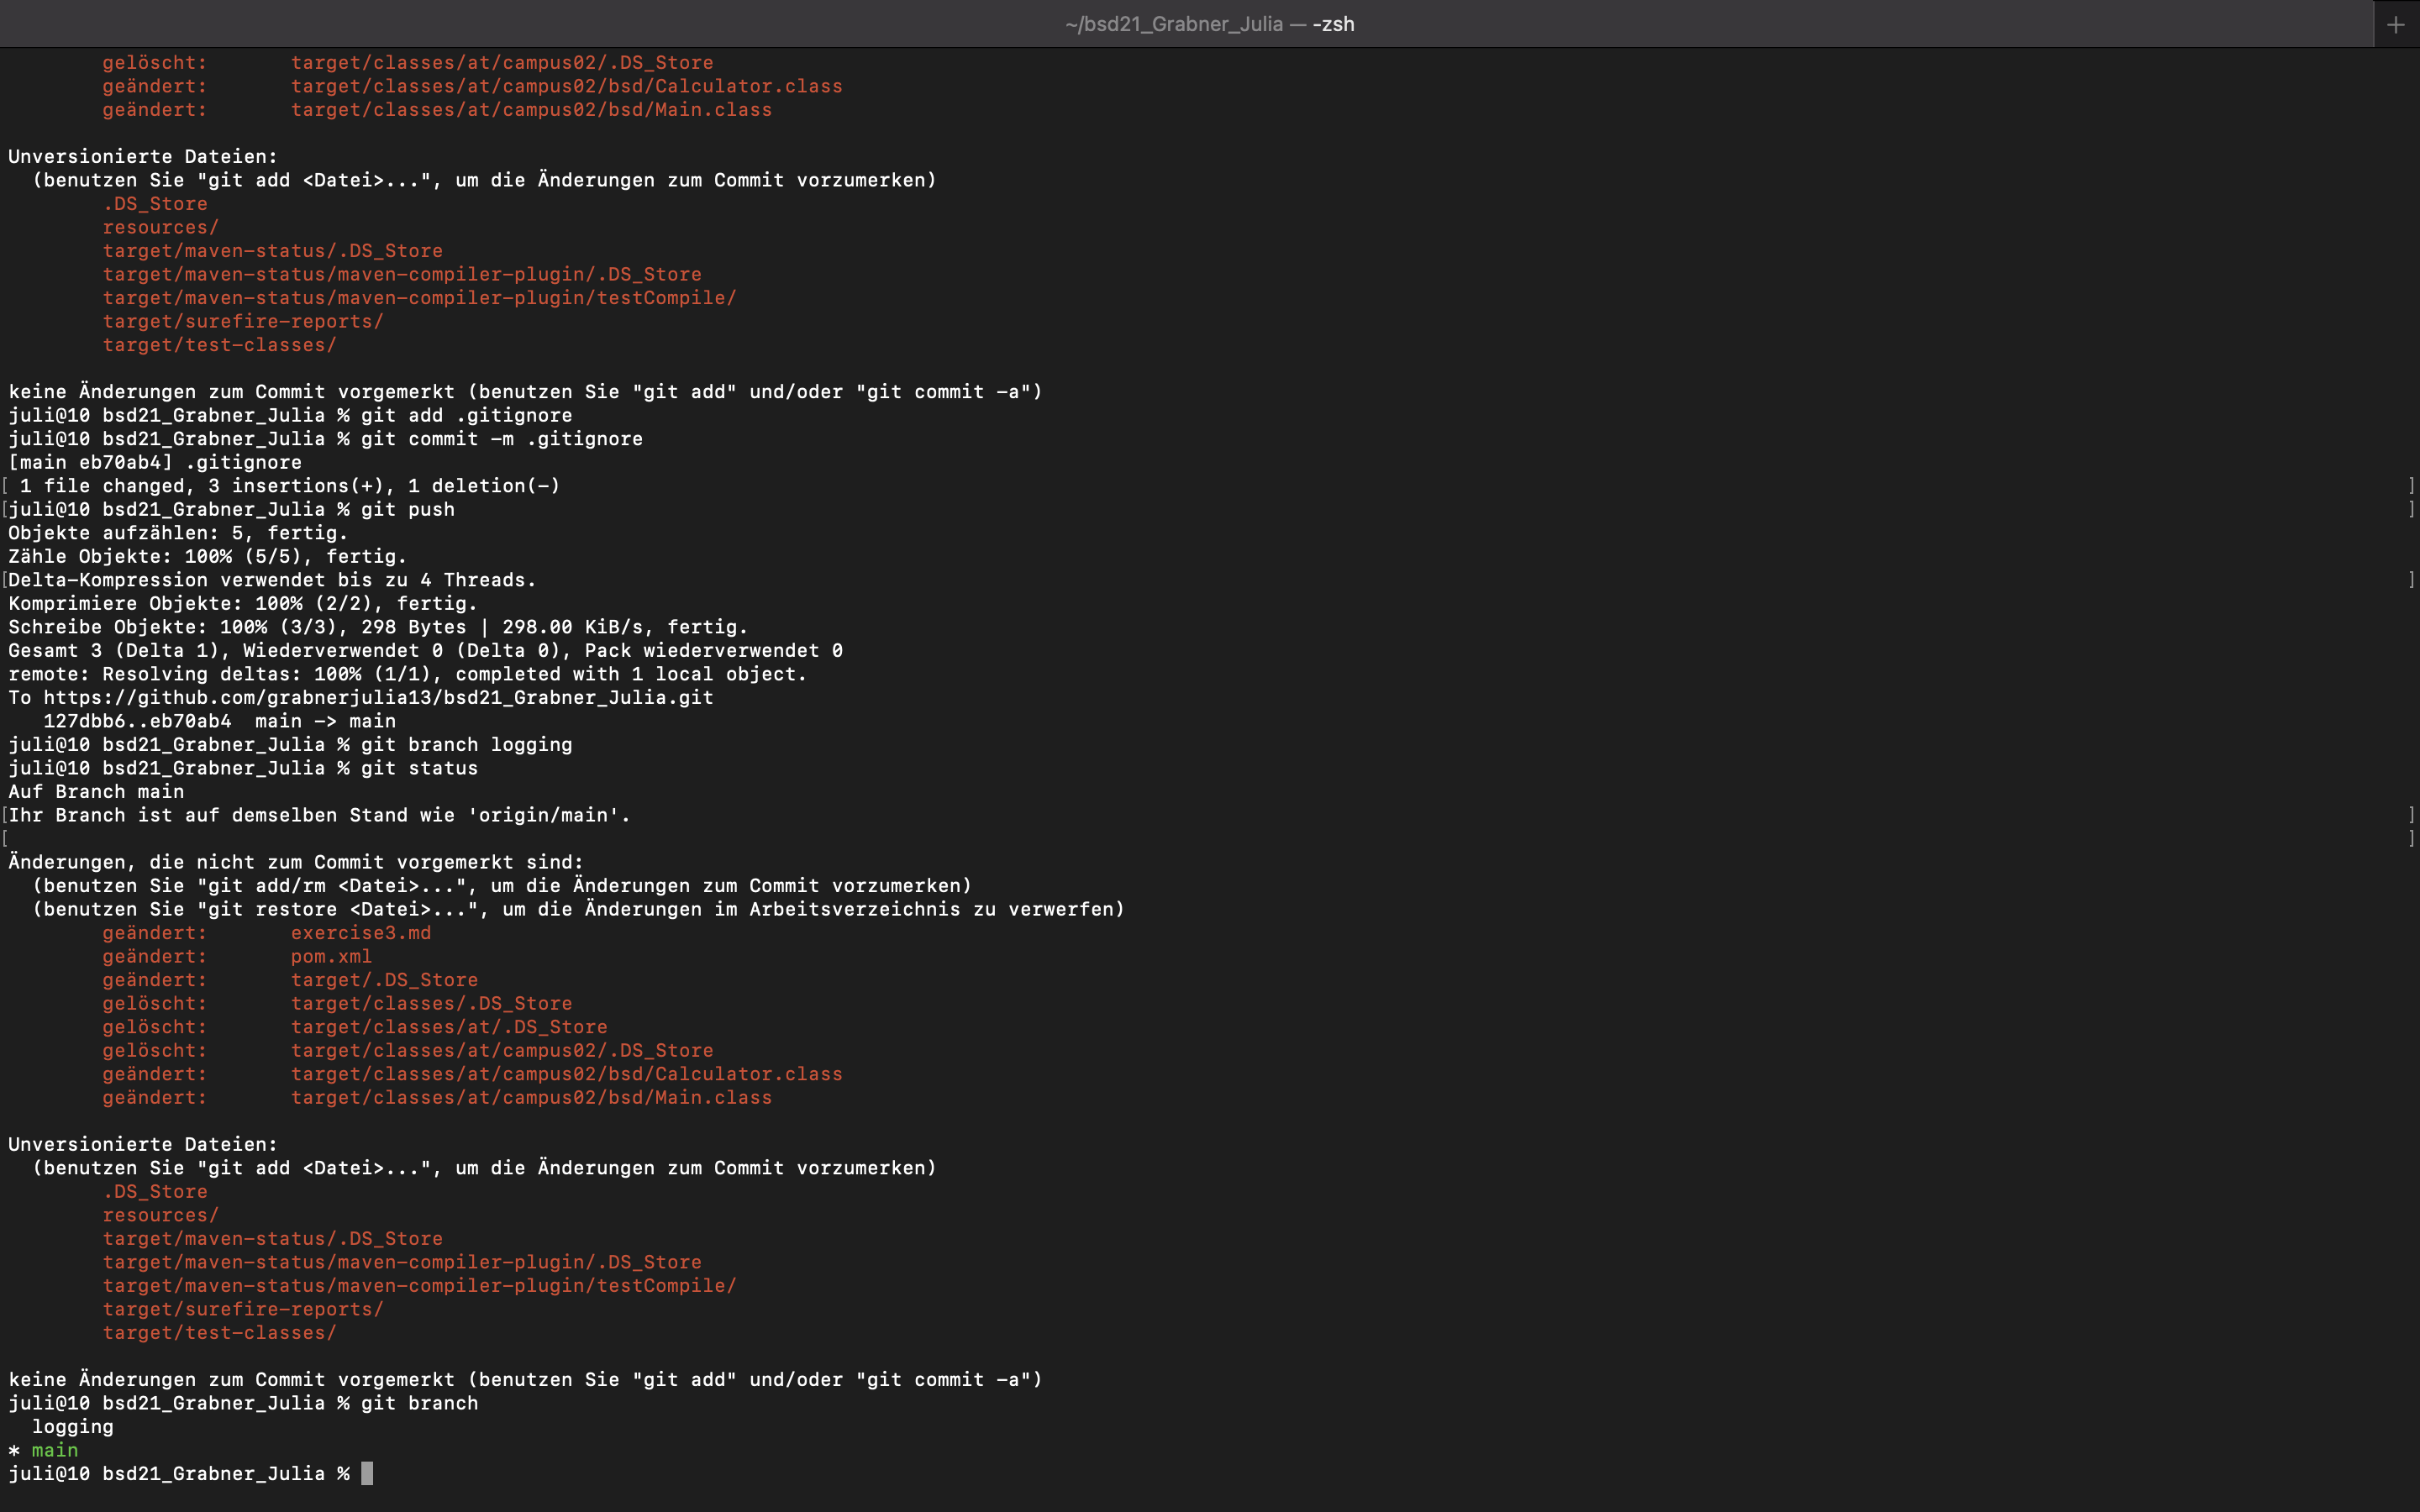 ~/bsd21_Grabner_Julia — -zsh
gelöscht: target/classes/at/campus02/.DS_Store
geändert: target/classes/at/campus02/bsd/Calculator.class
geändert: target/classes/at/campus02/bsd/Main.class
Unversionierte Dateien:
(benutzen Sie "git add <Datei>...", um die Änderungen zum Commit vorzumerken)
.DS_Store
resources/
target/maven-status/.DS_Store
target/maven-status/maven-compiler-plugin/.DS_Store
target/maven-status/maven-compiler-plugin/testCompile/
target/surefire-reports/
target/test-classes/
keine Änderungen zum Commit vorgemerkt (benutzen Sie "git add" und/oder "git commit -a")
juli@10 bsd21_Grabner_Julia % git add .gitignore
juli@10 bsd21_Grabner_Julia % git commit -m .gitignore
[main eb70ab4] .gitignore
[ 1 file changed, 3 insertions(+), 1 deletion(-) ]
[juli@10 bsd21_Grabner_Julia % git push ]
Objekte aufzählen: 5, fertig.
Zähle Objekte: 100% (5/5), fertig.
[Delta-Kompression verwendet bis zu 4 Threads. ]
Komprimiere Objekte: 100% (2/2), fertig.
Schreibe Objekte: 100% (3/3), 298 Bytes | 298.00 KiB/s, fertig.
Gesamt 3 (Delta 1), Wiederverwendet 0 (Delta 0), Pack wiederverwendet 0
remote: Resolving deltas: 100% (1/1), completed with 1 local object.
To https://github.com/grabnerjulia13/bsd21_Grabner_Julia.git
127dbb6..eb70ab4  main -> main
juli@10 bsd21_Grabner_Julia % git branch logging
juli@10 bsd21_Grabner_Julia % git status
Auf Branch main
[Ihr Branch ist auf demselben Stand wie 'origin/main'. ]
[ ]
Änderungen, die nicht zum Commit vorgemerkt sind:
(benutzen Sie "git add/rm <Datei>...", um die Änderungen zum Commit vorzumerken)
(benutzen Sie "git restore <Datei>...", um die Änderungen im Arbeitsverzeichnis zu verwerfen)
geändert: exercise3.md
geändert: pom.xml
geändert: target/.DS_Store
gelöscht: target/classes/.DS_Store
gelöscht: target/classes/at/.DS_Store
gelöscht: target/classes/at/campus02/.DS_Store
geändert: target/classes/at/campus02/bsd/Calculator.class
geändert: target/classes/at/campus02/bsd/Main.class
Unversionierte Dateien:
(benutzen Sie "git add <Datei>...", um die Änderungen zum Commit vorzumerken)
.DS_Store
resources/
target/maven-status/.DS_Store
target/maven-status/maven-compiler-plugin/.DS_Store
target/maven-status/maven-compiler-plugin/testCompile/
target/surefire-reports/
target/test-classes/
keine Änderungen zum Commit vorgemerkt (benutzen Sie "git add" und/oder "git commit -a")
juli@10 bsd21_Grabner_Julia % git branch
logging
* main
juli@10 bsd21_Grabner_Julia %